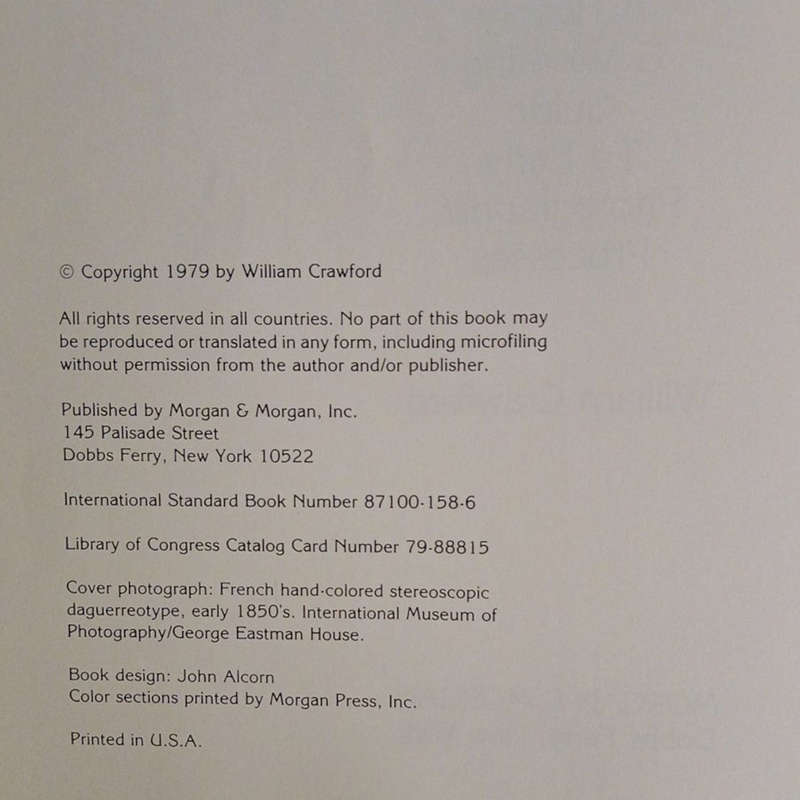 © Copyright 1979 by William Crawford
All rights reserved in all countries. No part of this book may
be reproduced or translated in any form, including microfiling
without permission from the author and/or publisher.
Published by Morgan & Morgan, Inc.
145 Palisade Street
Dobbs Ferry, New York 10522
International Standard Book Number 87100-158-6
Library of Congress Catalog Card Number 79-88815
Cover photograph: French hand-colored stereoscopic
daguerreotype, early 1850's. International Museum of
Photography/George Eastman House.
Book design: John Alcorn
Color sections printed by Morgan Press, Inc.
Printed in U.S.A.